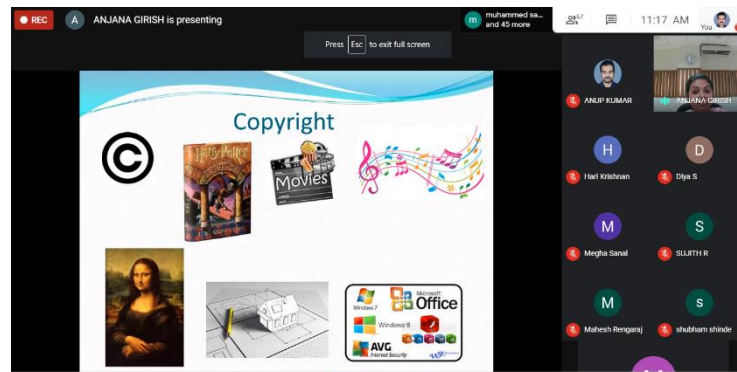 REC
A
ANJANA GIRISH is presenting
m
muhammed sa...
and 45 more
57
11:17 AM
You
Press Esc to exit full screen
Copyright
©
Harry Potter
J.K. ROWLING
MOVIES
Windows 7
Microsoft
Office
Windows 8
AVG
Internet Security
ANUP KUMAR
ANJANA GIRISH
H
Hari Krishnan
D
Diya S
M
Megha Sanal
S
SUJITH R
M
Mahesh Rengaraj
s
shubham shinde